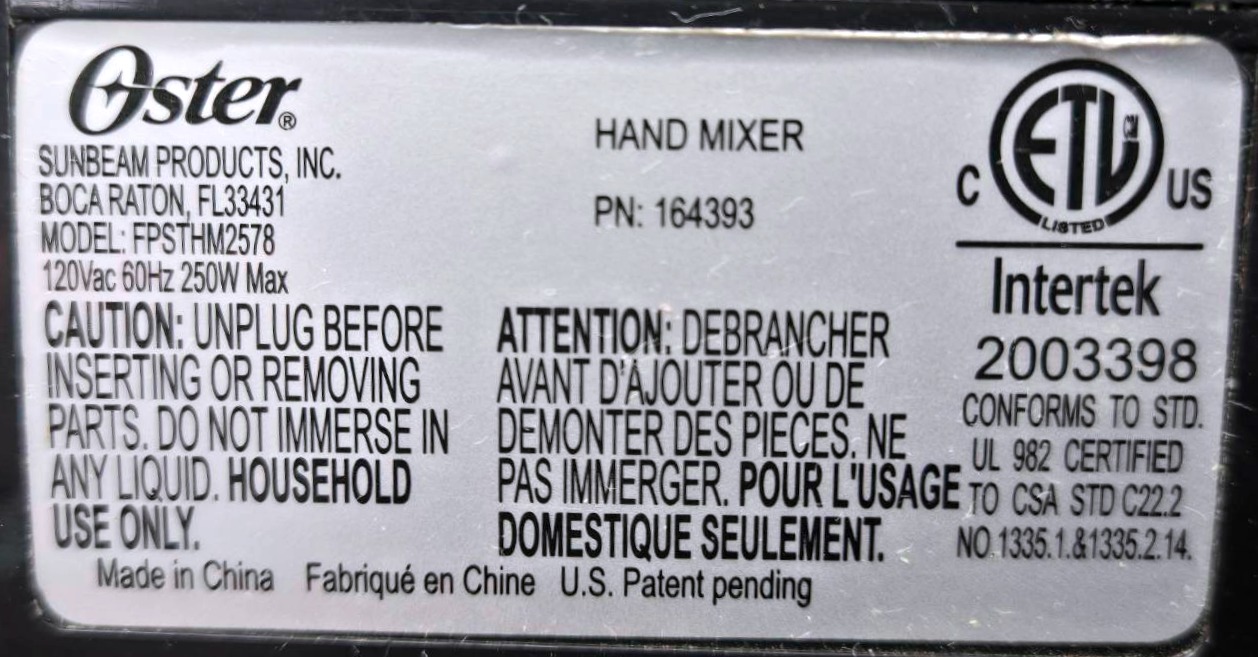 Oster®
SUNBEAM PRODUCTS, INC.
BOCA RATON, FL33431
MODEL: FPSTHM2578
120Vac 60Hz 250W Max
HAND MIXER
PN: 164393
CAUTION: UNPLUG BEFORE
INSERTING OR REMOVING
PARTS. DO NOT IMMERSE IN
ANY LIQUID. HOUSEHOLD
USE ONLY.
ATTENTION: DEBRANCHER
AVANT D'AJOUTER OU DE
DEMONTER DES PIECES. NE
PAS IMMERGER. POUR L'USAGE
DOMESTIQUE SEULEMENT.
C ETL CM US
LISTED
Intertek
2003398
CONFORMS TO STD.
UL 982 CERTIFIED
TO CSA STD C22.2
NO.1335.1.&1335.2.14.
Made in China Fabriqué en Chine U.S. Patent pending